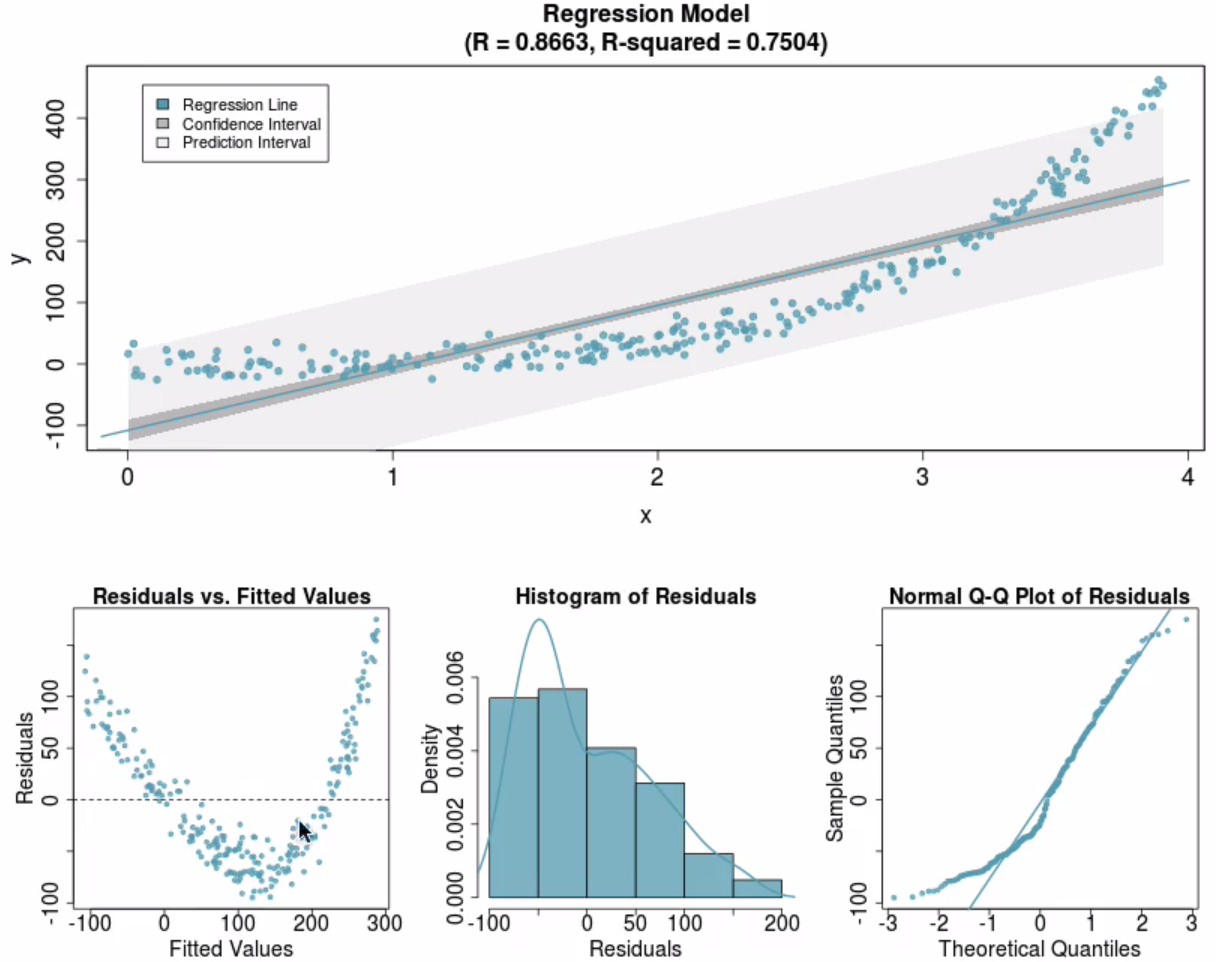 Regression Model
(R = 0.8663, R-squared = 0.7504)
Regression Line
Confidence Interval
Prediction Interval
y
400
300
200
100
0
-100
0 1 2 3 4
x
Residuals vs. Fitted Values
Residuals
100
50
0
-100
-100 0 100 200 300
Fitted Values
Histogram of Residuals
Density
0.006
0.004
0.002
0.000
-100 0 50 100 200
Residuals
Normal Q-Q Plot of Residuals
Sample Quantiles
100
50
0
-100
-3 -2 -1 0 1 2 3
Theoretical Quantiles